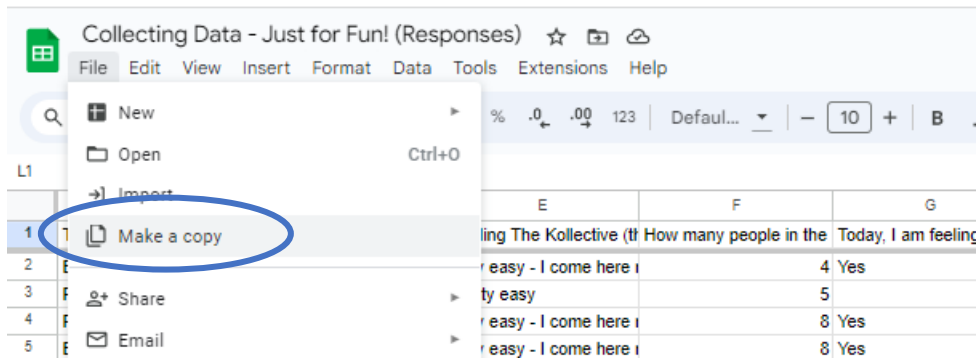 Collecting Data - Just for Fun! (Responses)
File Edit View Insert Format Data Tools Extensions Help
New
% .0 .00 123 Defaul... 10 + B
Open Ctrl+O
L1
Import
E F G
1 ling The Kollective (th How many people in the Today, I am feeling
Make a copy
2 easy - I come here 4 Yes
3 ty easy 5
Share
4 easy - I come here 8 Yes
5 easy - I come here 8 Yes
Email